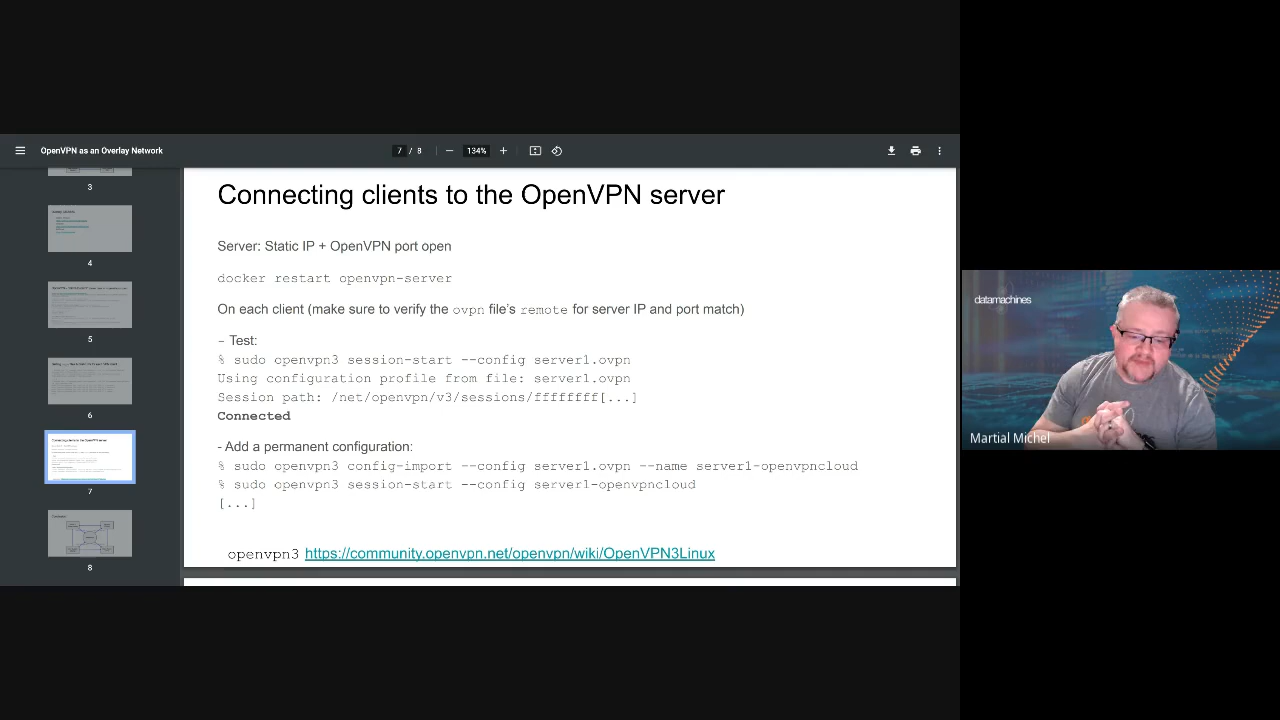 OpenVPN as an Overlay Network
7 / 8
134%
3
4
5
6
7
8
Connecting clients to the OpenVPN server
Server: Static IP + OpenVPN port open
docker restart openvpn-server
On each client (make sure to verify the ovpn file's remote for server IP and port match)
- Test:
% sudo openvpn3 session-start --config server1.ovpn
Using configuration profile from file: server1.ovpn
Session path: /net/openvpn/v3/sessions/ffffffff[...]
Connected
- Add a permanent configuration:
sudo openvpn3 config-import --config server1.ovpn --name server1-openvpncloud
% sudo openvpn3 session-start --config server1-openvpncloud
[...]
openvpn3 https://community.openvpn.net/openvpn/wiki/OpenVPN3Linux
datamachines
Martial Michel